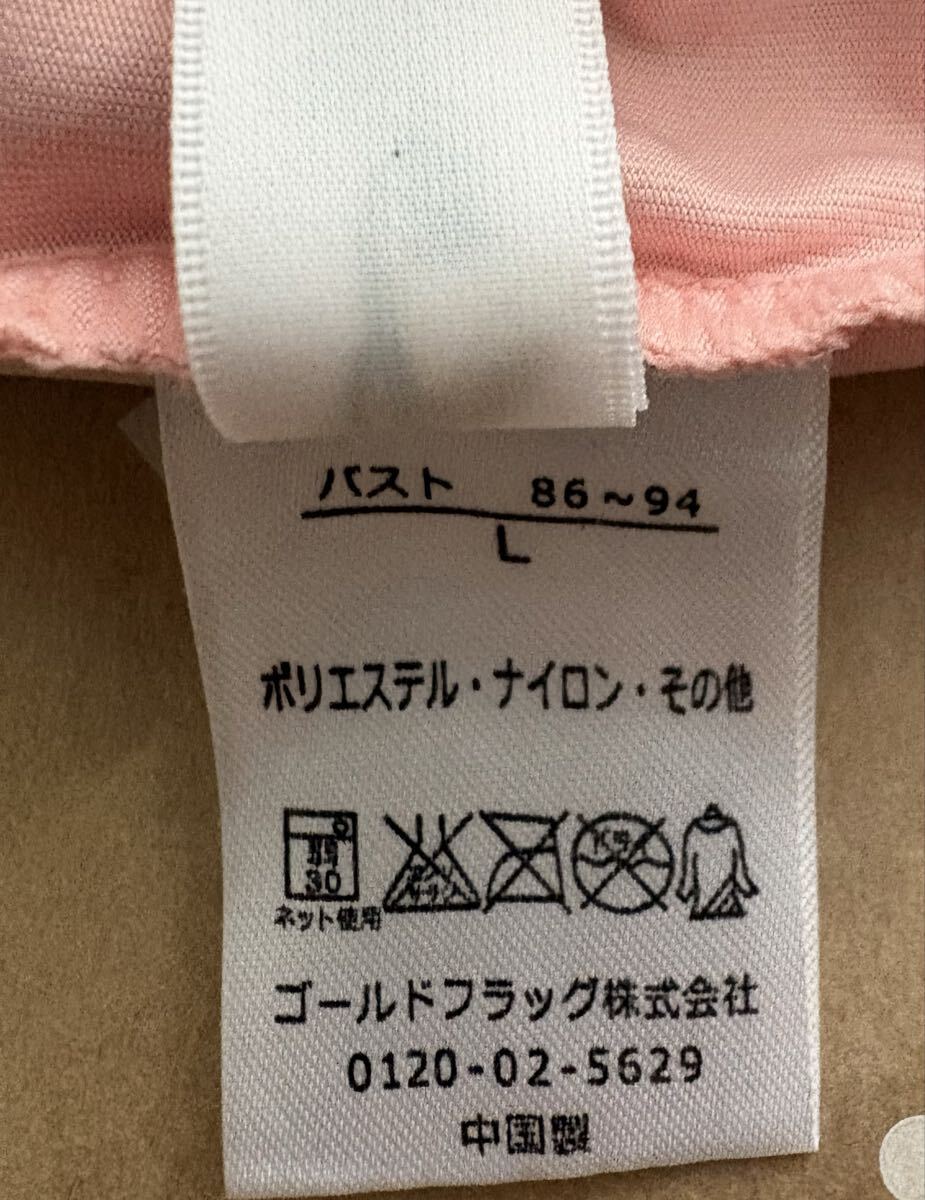 バスト 86~94
L
ポリエステル・ナイロン・その他
弱
30
ネット使用
ゴールドフラッグ株式会社
0120-02-5629
中国製